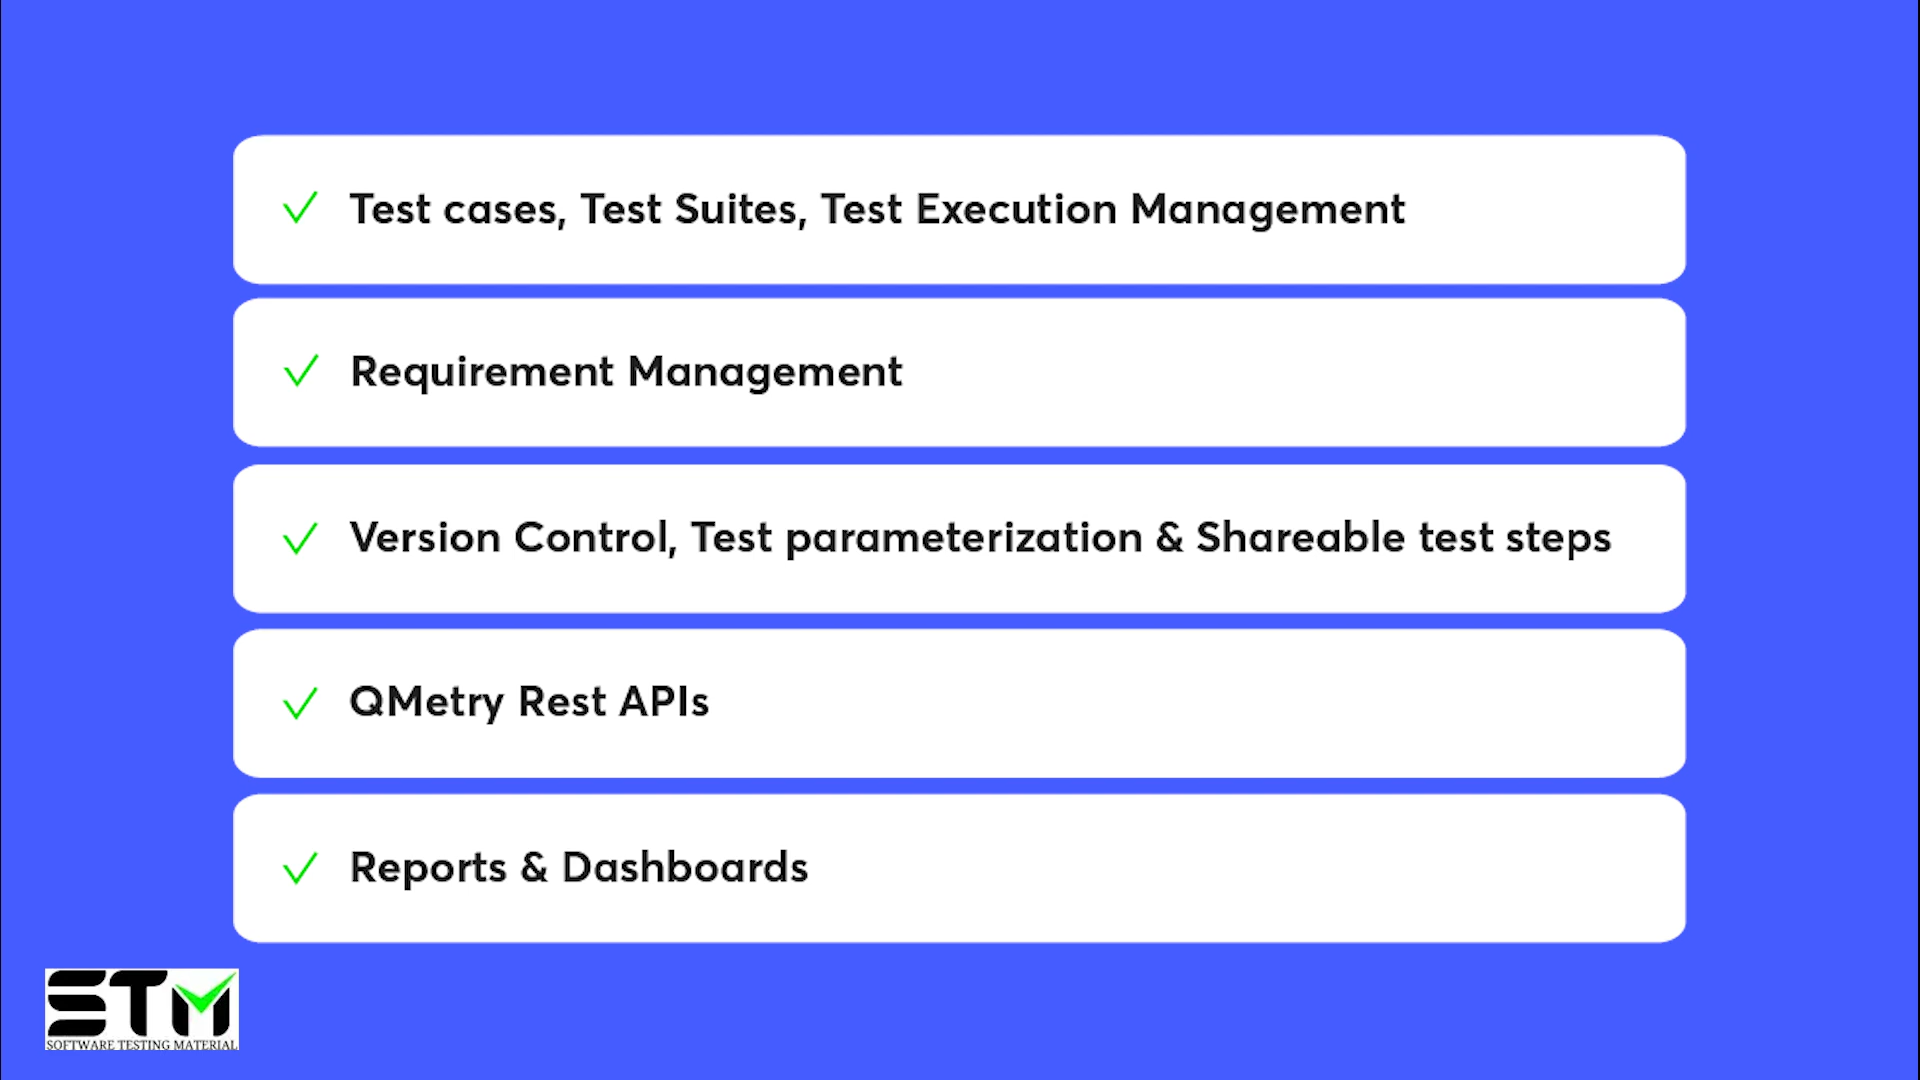 Test cases, Test Suites, Test Execution Management
Requirement Management
Version Control, Test parameterization & Shareable test steps
QMetry Rest APIs
Reports & Dashboards
STM
SOFTWARE TESTING MATERIAL